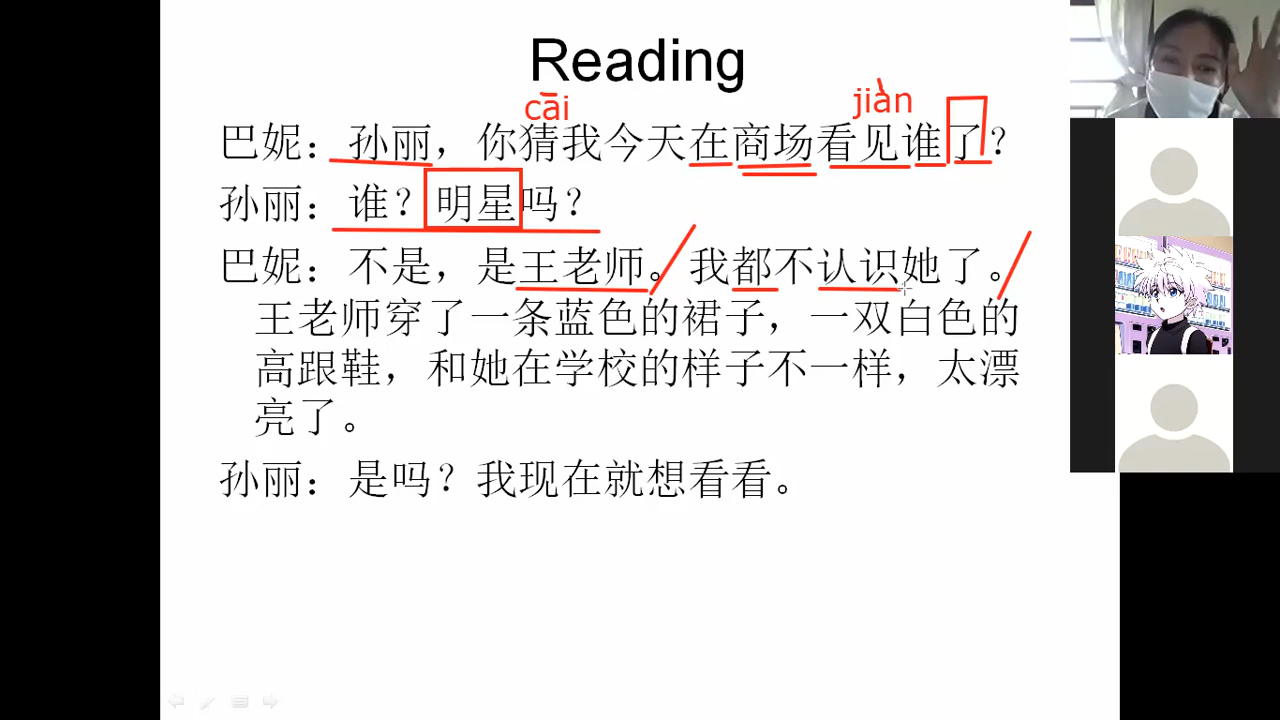 Reading
cāi
jiàn
巴妮：孙丽，你猜我今天在商场看见谁了？
孙丽：谁？明星吗？
巴妮：不是，是王老师。我都不认识她了。
王老师穿了一条蓝色的裙子，一双白色的
高跟鞋，和她在学校的样子不一样，太漂
亮了。
孙丽：是吗？我现在就想看看。